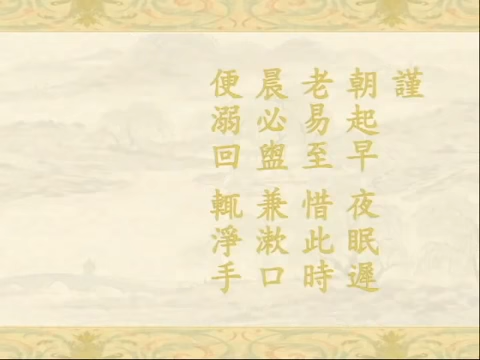 謹
朝起早 夜眠遲
老易至 惜此時
晨必盥 兼漱口
便溺回 輒淨手